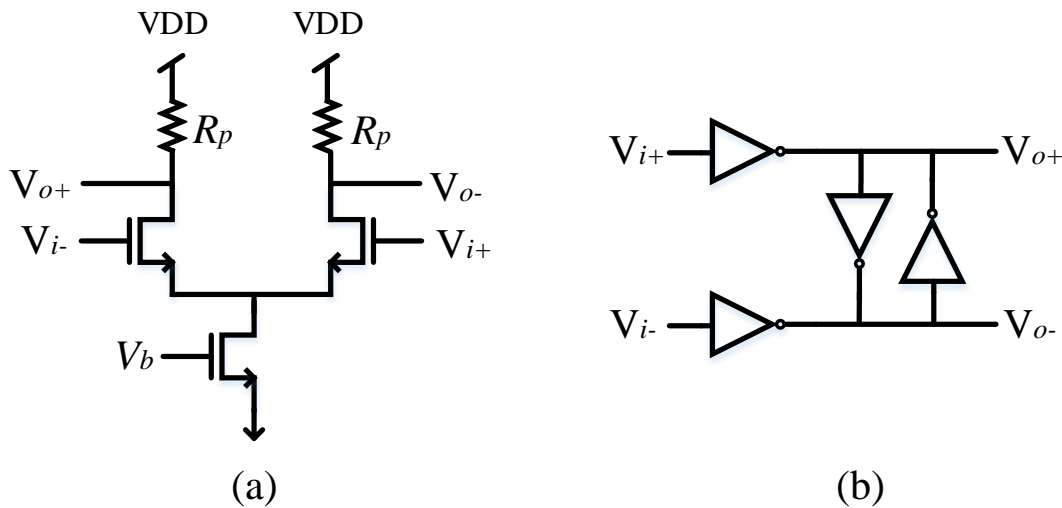 VDD VDD
Rp Rp
Vo+ Vo-
Vi- Vi+
Vb
(a)
Vi+ Vo+
Vi- Vo-
(b)